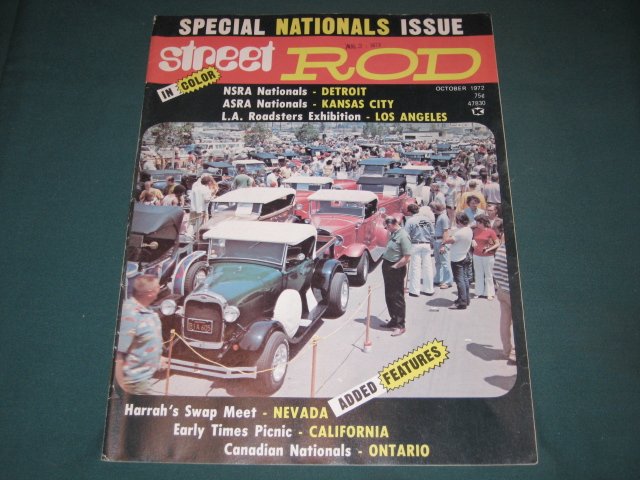 SPECIAL NATIONALS ISSUE
street ROD
IN COLOR
NSRA Nationals - DETROIT
ASRA Nationals - KANSAS CITY
L.A. Roadsters Exhibition - LOS ANGELES
OCTOBER 1972
75¢
47830
K
ADDED FEATURES
Harrah's Swap Meet - NEVADA
Early Times Picnic - CALIFORNIA
Canadian Nationals - ONTARIO